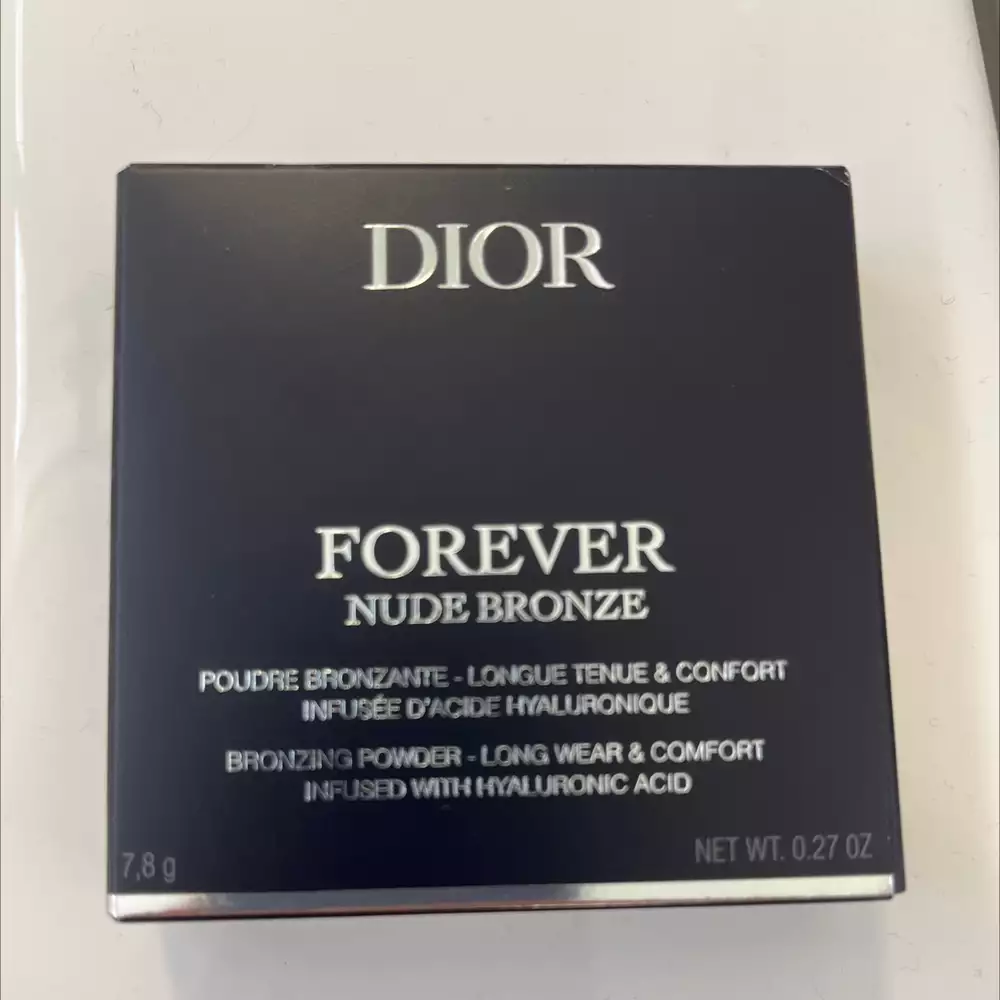 DIOR
FOREVER
NUDE BRONZE
POUDRE BRONZANTE - LONGUE TENUE & CONFORT
INFUSÉE D'ACIDE HYALURONIQUE
BRONZING POWDER - LONG WEAR & COMFORT
INFUSED WITH HYALURONIC ACID
7,8 g
NET WT. 0.27 OZ